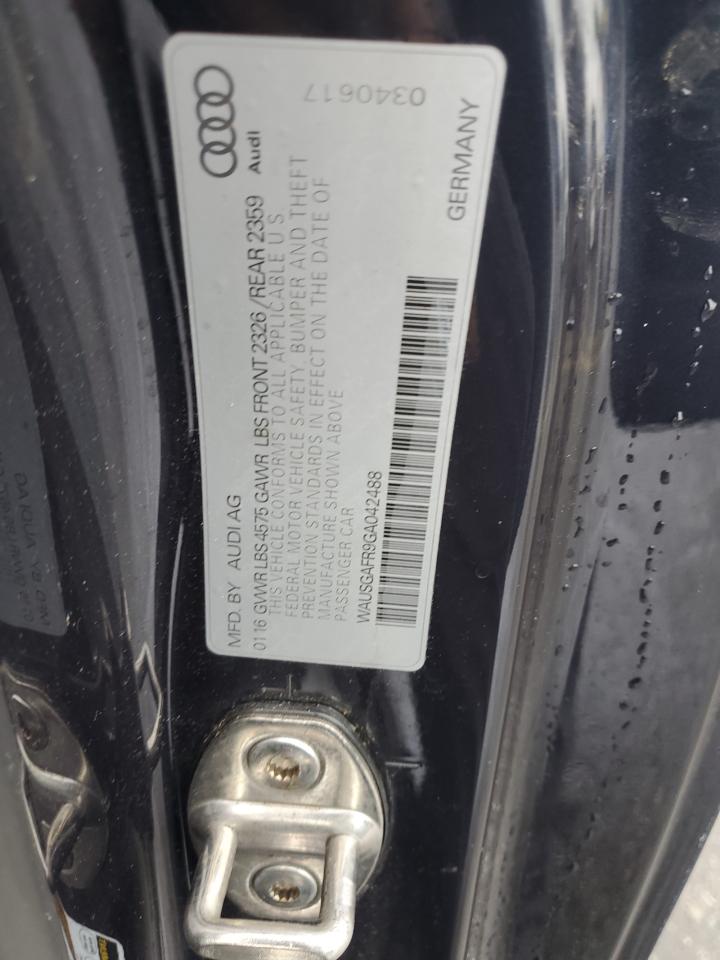 MFD. BY AUDI AG
Audi
0116 GVWR LBS 4575 GAWR LBS FRONT 2326 /REAR 2359
THIS VEHICLE CONFORMS TO ALL APPLICABLE U S.
FEDERAL MOTOR VEHICLE SAFETY, BUMPER AND THEFT
PREVENTION STANDARDS IN EFFECT ON THE DATE OF
MANUFACTURE SHOWN ABOVE
PASSENGER CAR
WAUSGAFR9GA042488
0340617
GERMANY